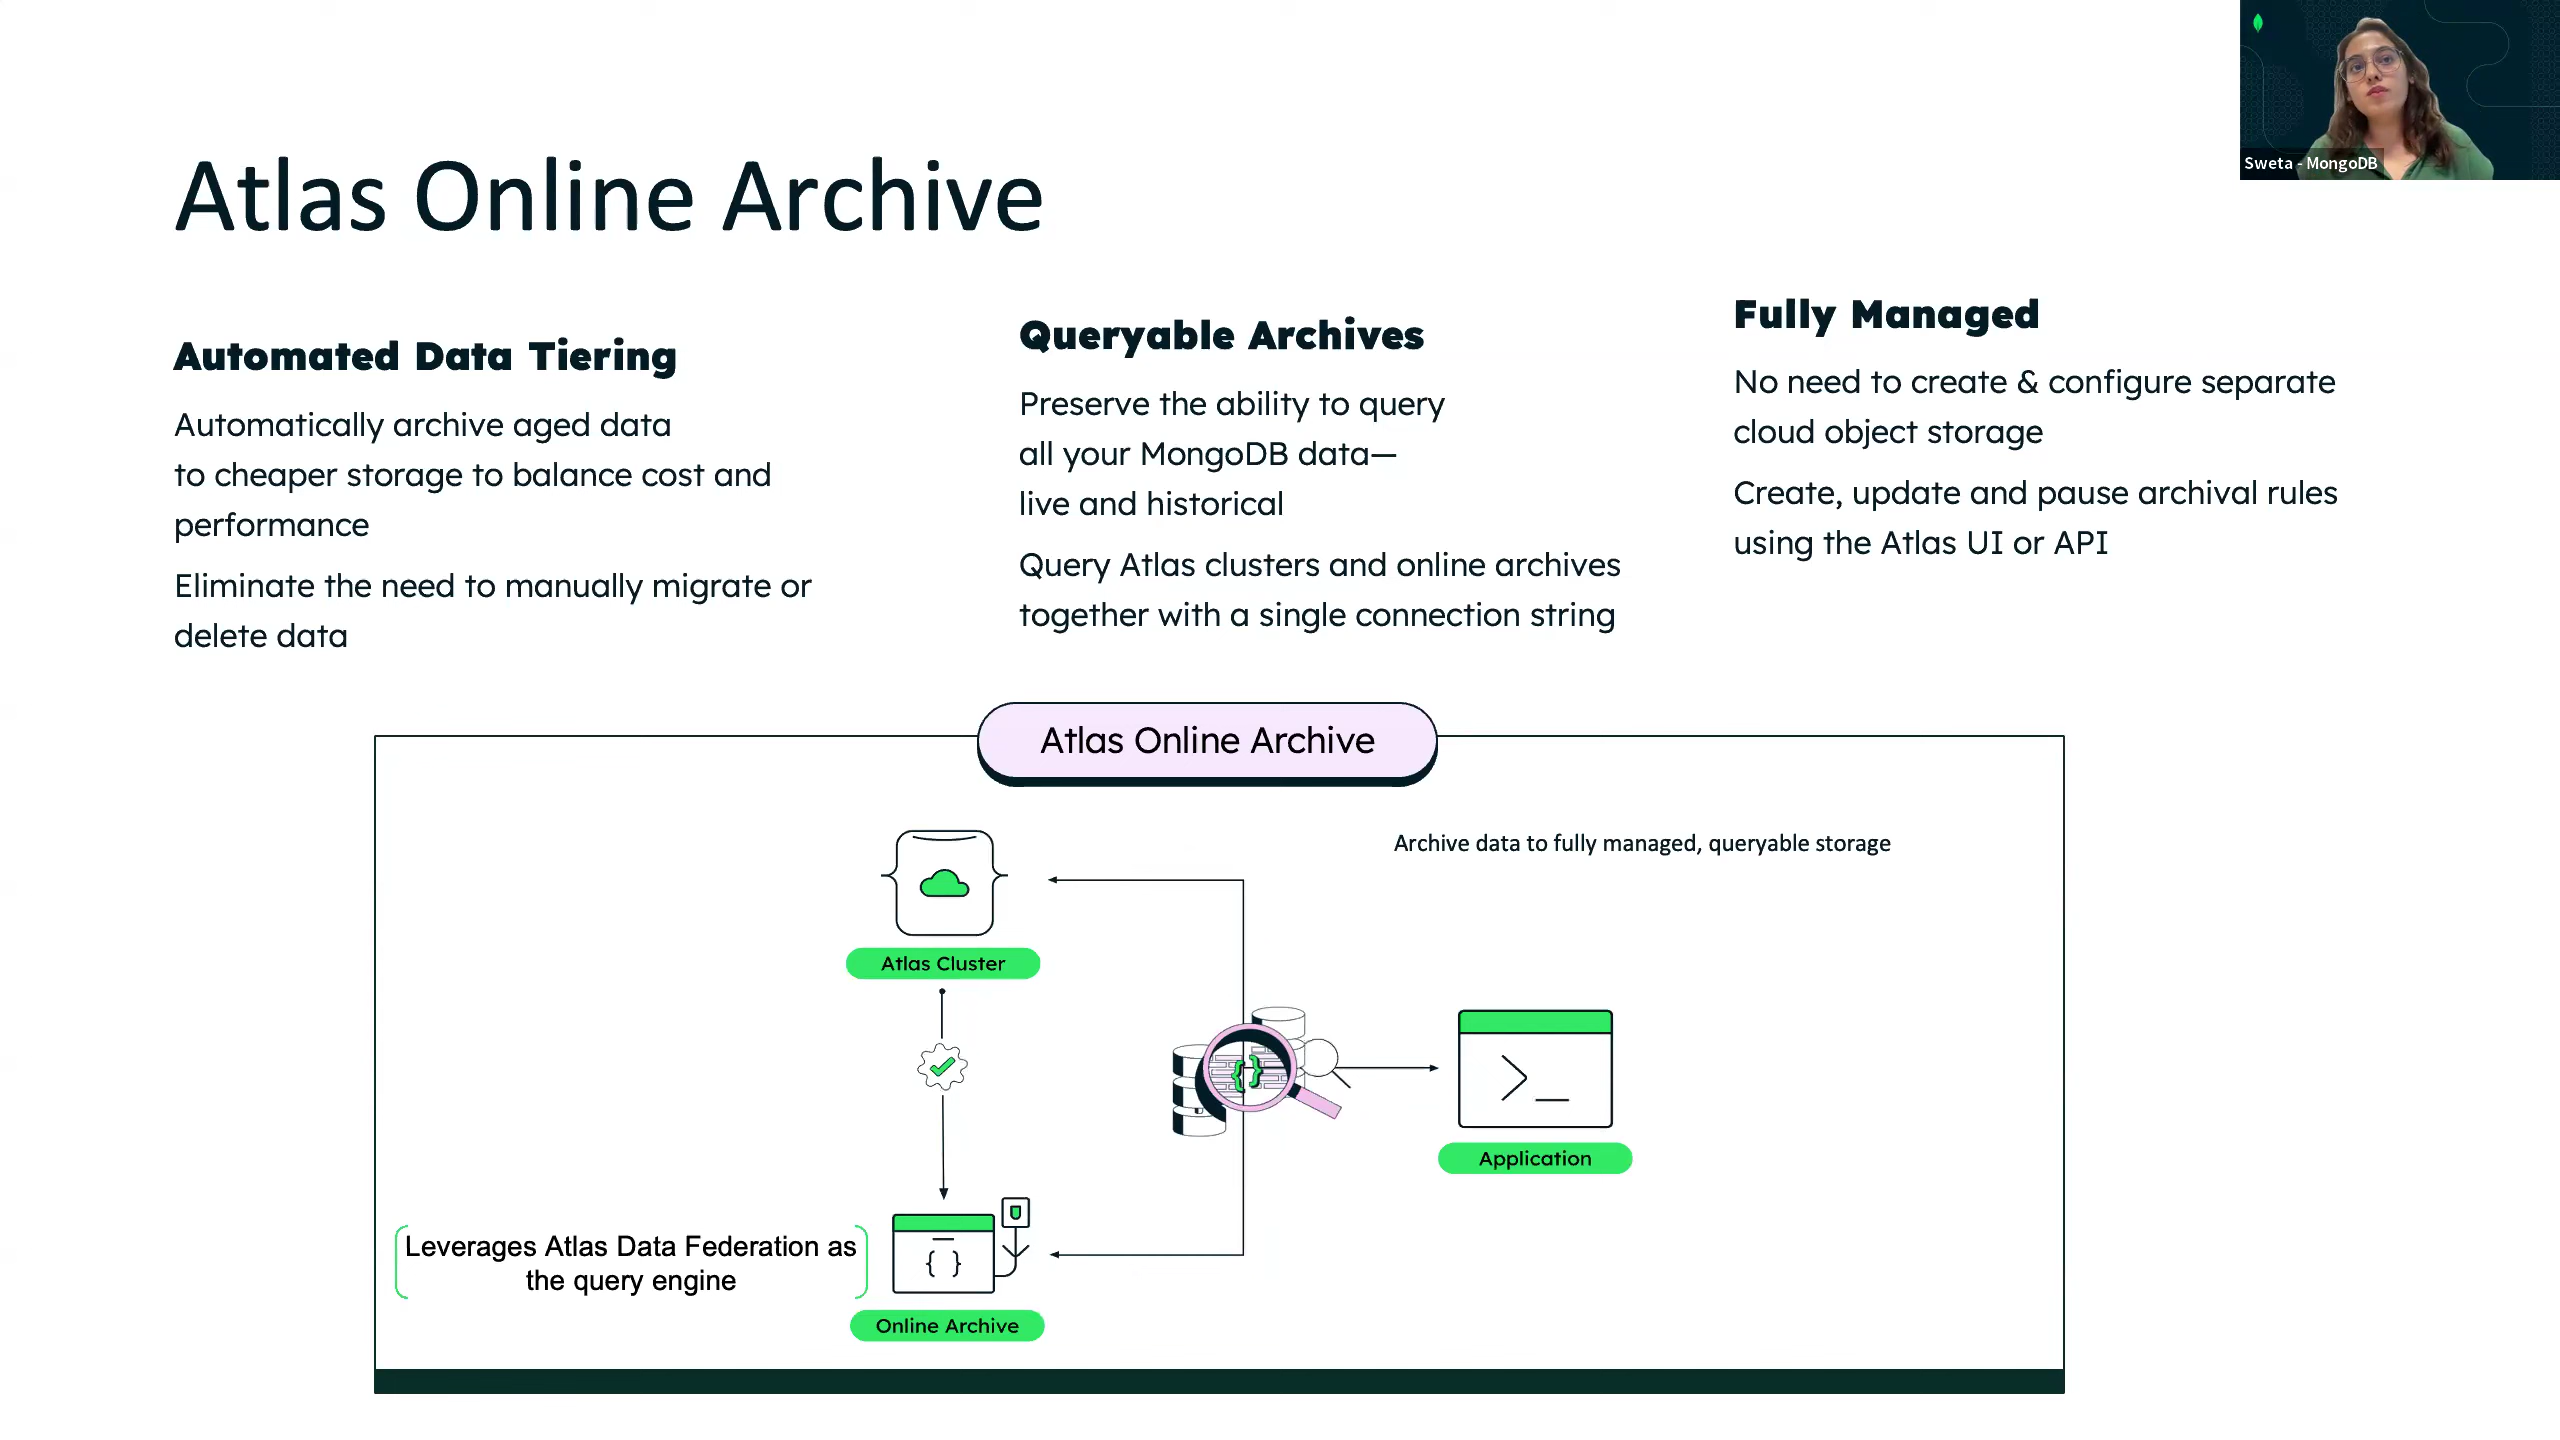 Sweta - MongoDB
Atlas Online Archive
Automated Data Tiering
Automatically archive aged data
to cheaper storage to balance cost and
performance
Eliminate the need to manually migrate or
delete data
Queryable Archives
Preserve the ability to query
all your MongoDB data—
live and historical
Query Atlas clusters and online archives
together with a single connection string
Fully Managed
No need to create & configure separate
cloud object storage
Create, update and pause archival rules
using the Atlas UI or API
Atlas Online Archive
Archive data to fully managed, queryable storage
Atlas Cluster
Application
Leverages Atlas Data Federation as
the query engine
Online Archive